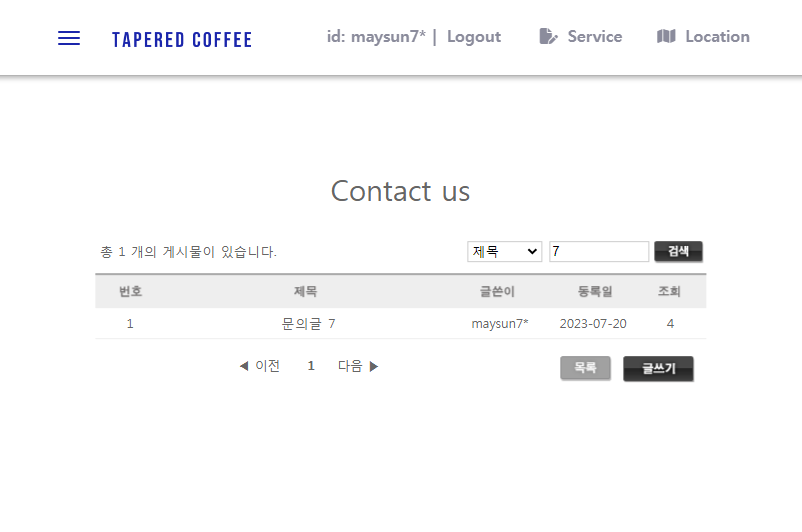 TAPERED COFFEE id: maysun7* | Logout Service Location
Contact us
총 1 개의 게시물이 있습니다. 제목 7 검색
번호 제목 글쓴이 등록일 조회
1 문의글 7 maysun7* 2023-07-20 4
◀ 이전 1 다음 ▶ 목록 글쓰기